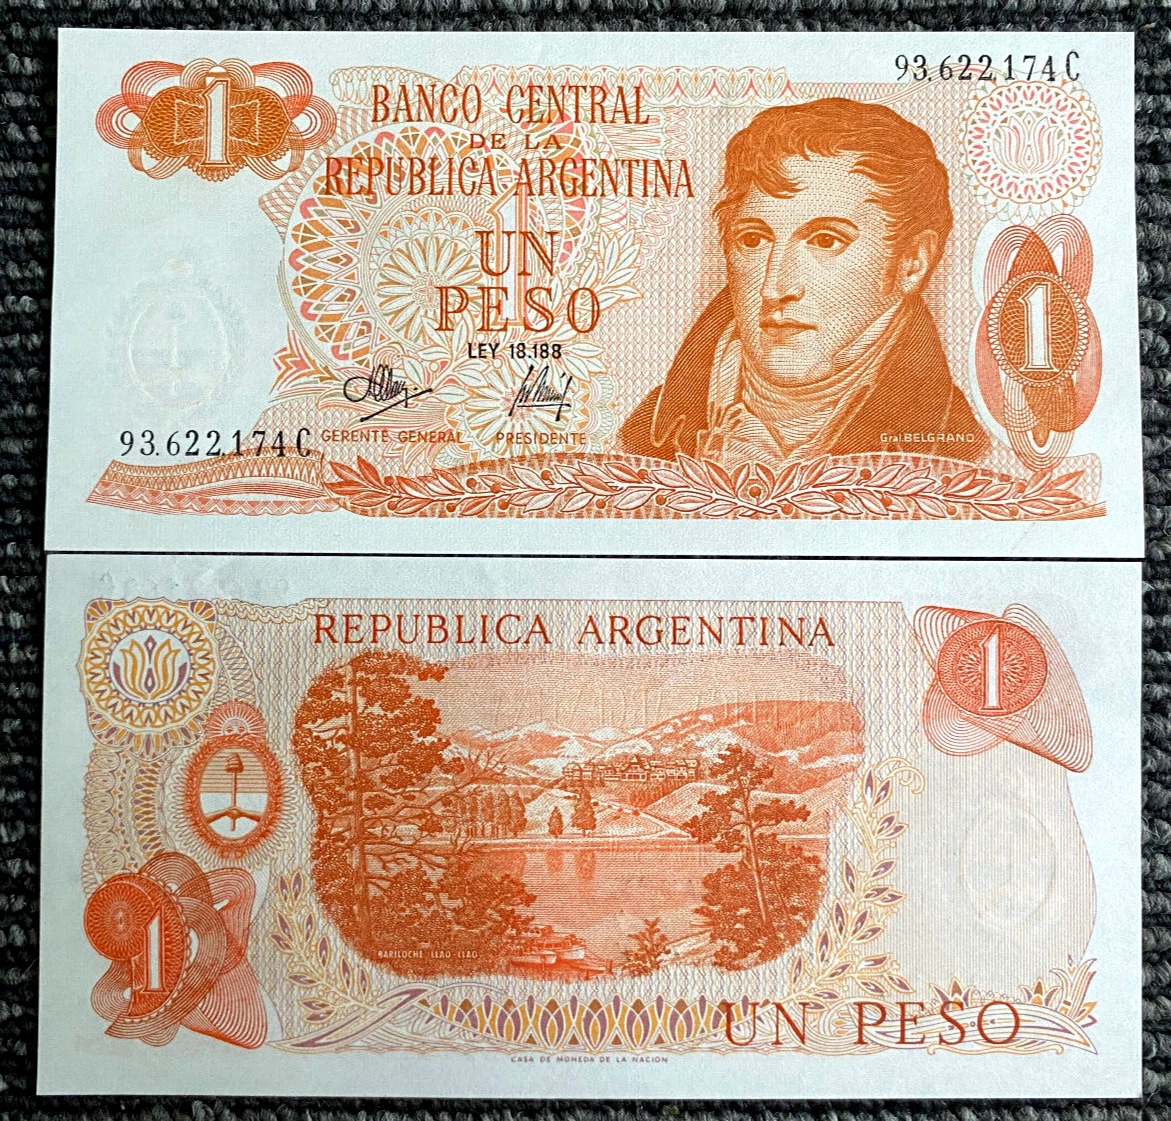 1
93.622.174 C
BANCO CENTRAL
DE LA
REPUBLICA ARGENTINA
1
UN
PESO
1
LEY 18.188
93.622.174 C
GERENTE GENERAL
PRESIDENTE
Gral. BELGRANO
REPUBLICA ARGENTINA
1
1
BARILOCHE LLAO-LLAO
UN PESO
CASA DE MONEDA DE LA NACION